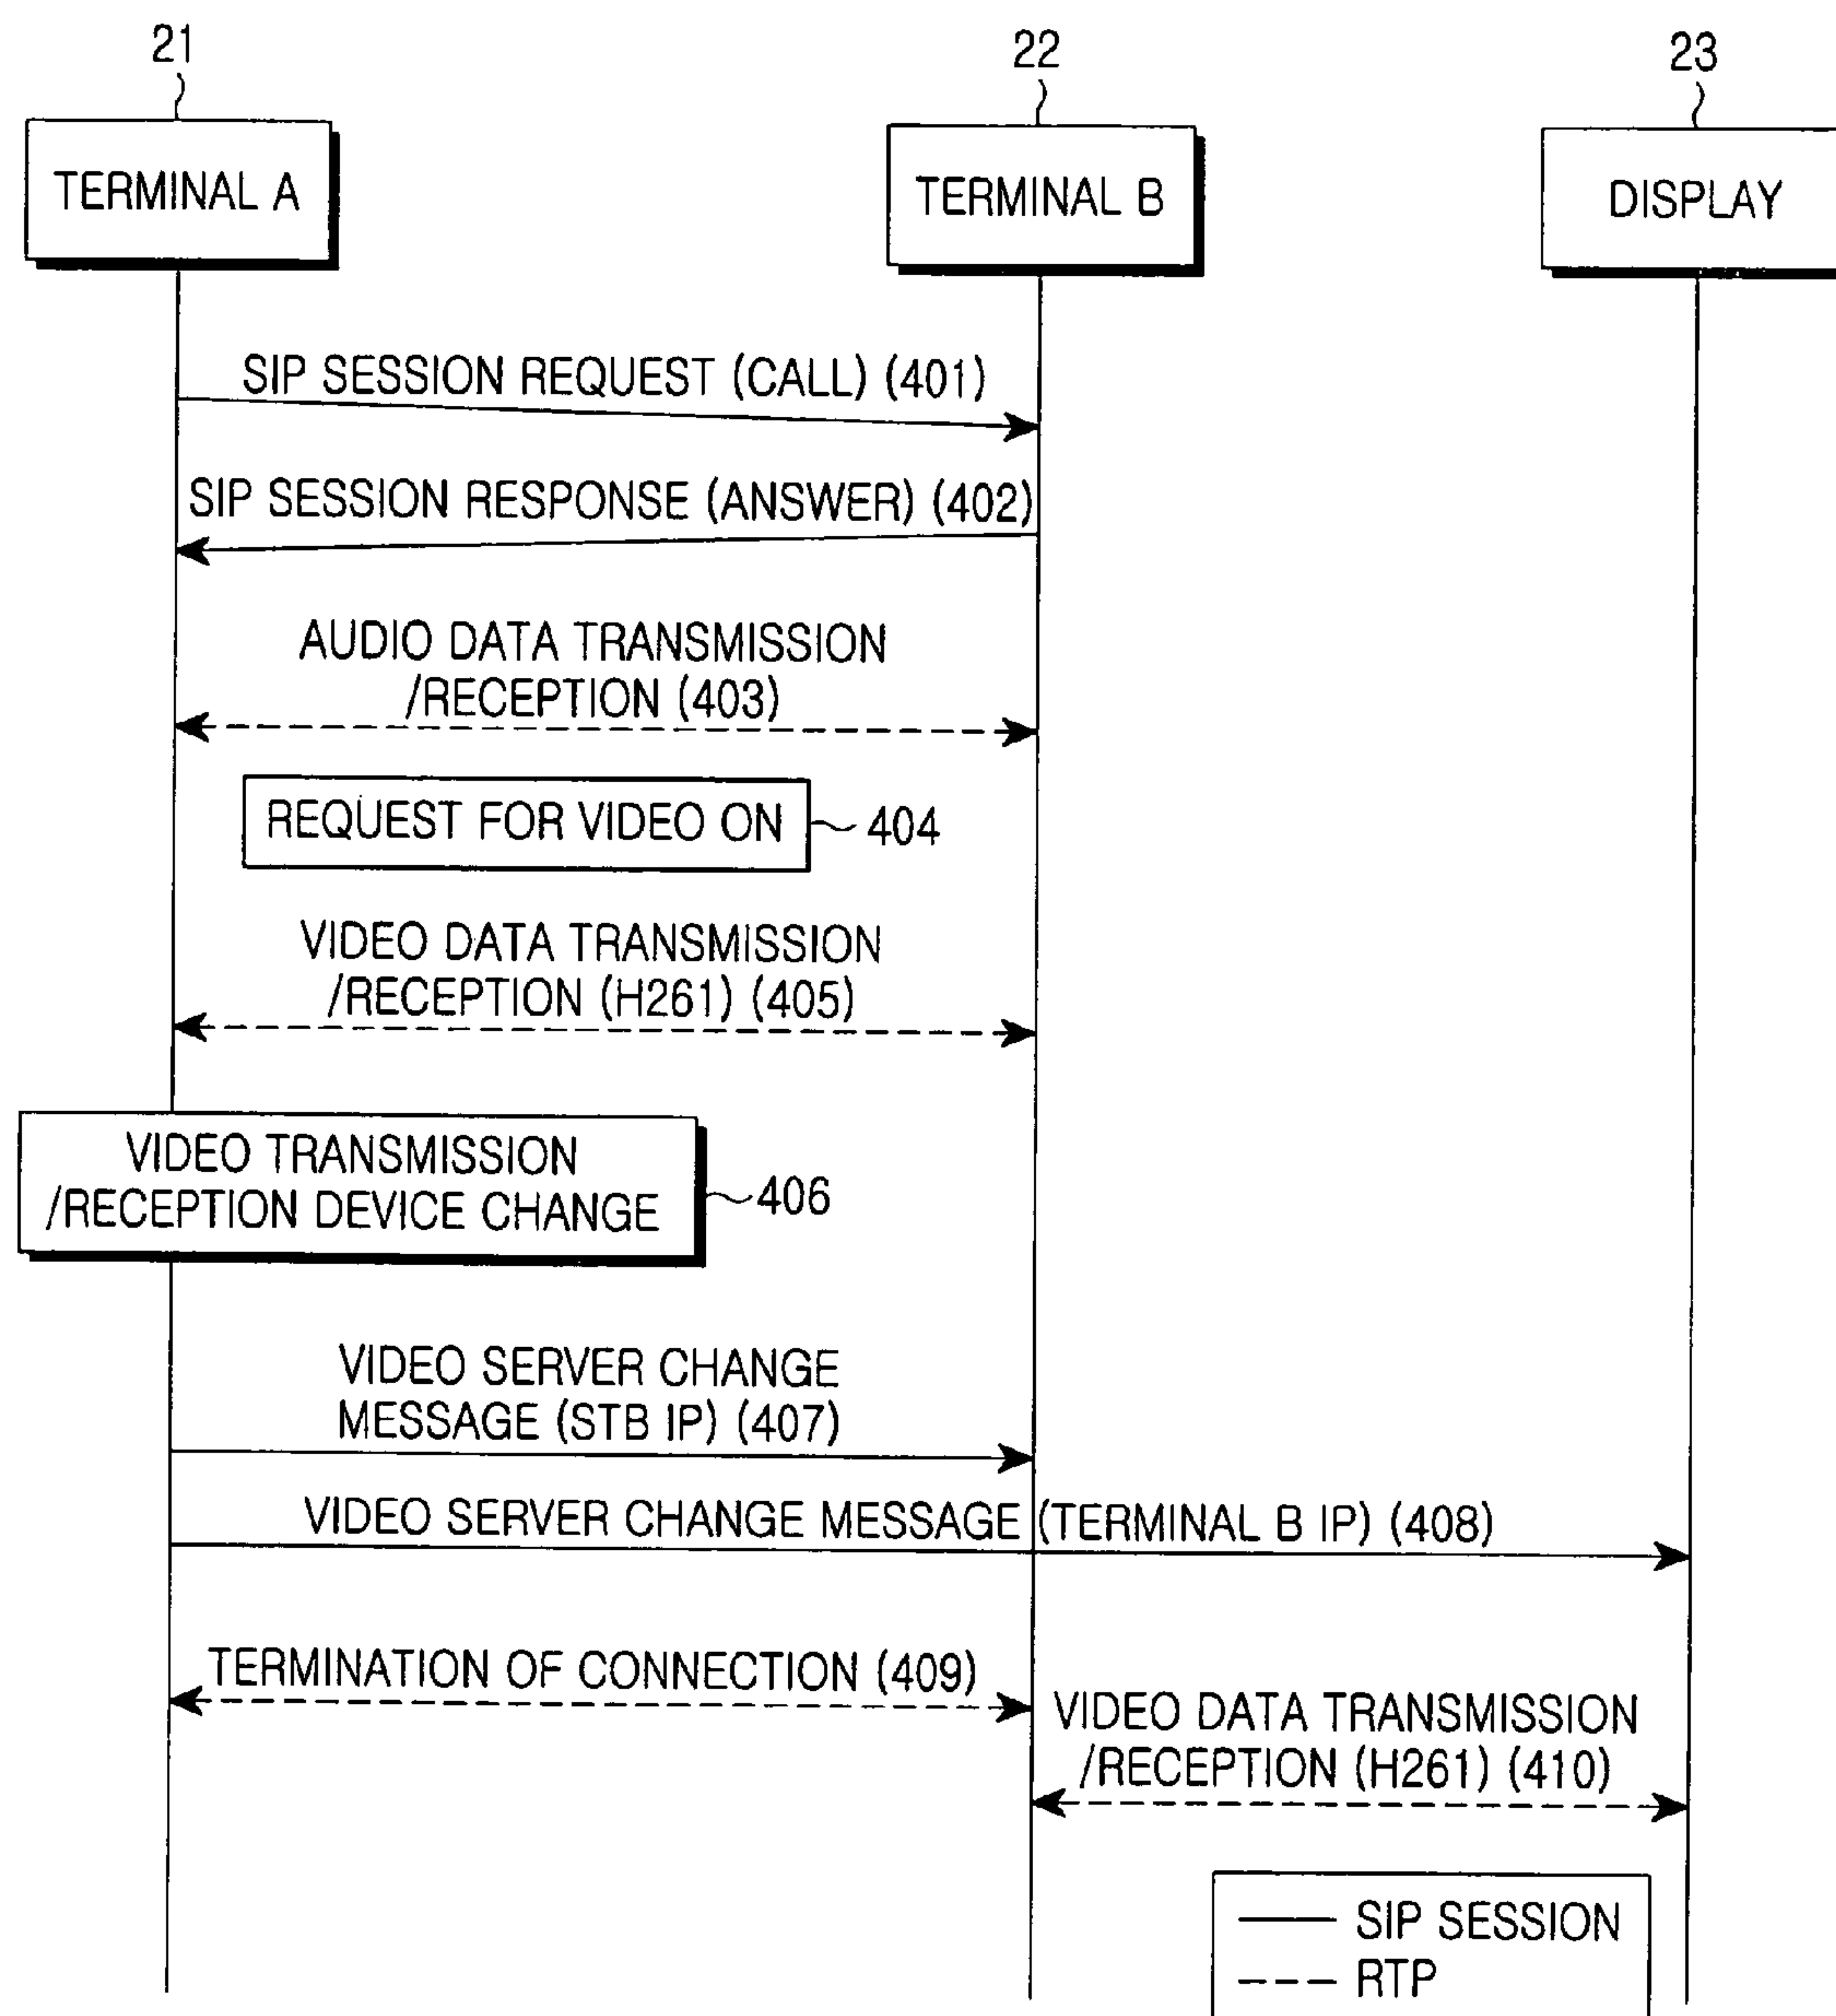 21
22
23
TERMINAL A
TERMINAL B
DISPLAY
SIP SESSION REQUEST (CALL) (401)
SIP SESSION RESPONSE (ANSWER) (402)
AUDIO DATA TRANSMISSION
/RECEPTION (403)
REQUEST FOR VIDEO ON
404
VIDEO DATA TRANSMISSION
/RECEPTION (H261) (405)
VIDEO TRANSMISSION
/RECEPTION DEVICE CHANGE
406
VIDEO SERVER CHANGE
MESSAGE (STB IP) (407)
VIDEO SERVER CHANGE MESSAGE (TERMINAL B IP) (408)
TERMINATION OF CONNECTION (409)
VIDEO DATA TRANSMISSION
/RECEPTION (H261) (410)
SIP SESSION
RTP